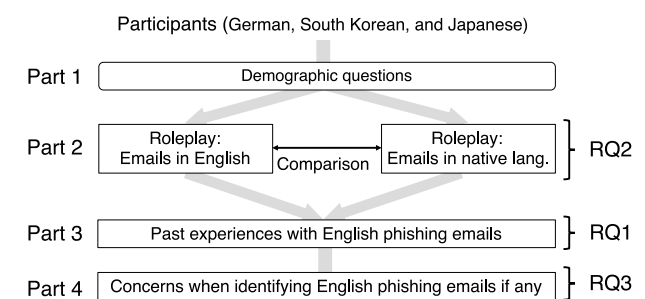 Participants (German, South Korean, and Japanese)
Part 1
Demographic questions
Part 2
Roleplay:
Emails in English
Comparison
Roleplay:
Emails in native lang.
RQ2
Part 3
Past experiences with English phishing emails
RQ1
Part 4
Concerns when identifying English phishing emails if any
RQ3